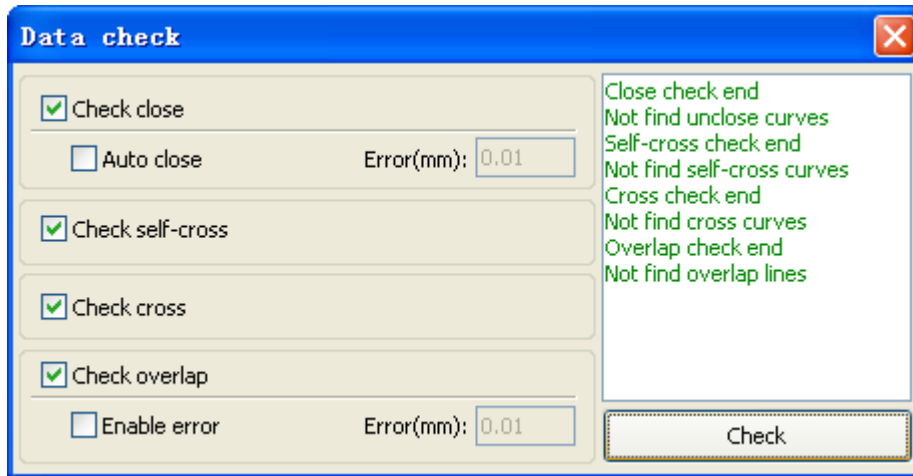 Data check
Check close
Auto close Error(mm): 0.01
Check self-cross
Check cross
Check overlap
Enable error Error(mm): 0.01
Close check end
Not find unclose curves
Self-cross check end
Not find self-cross curves
Cross check end
Not find cross curves
Overlap check end
Not find overlap lines
Check